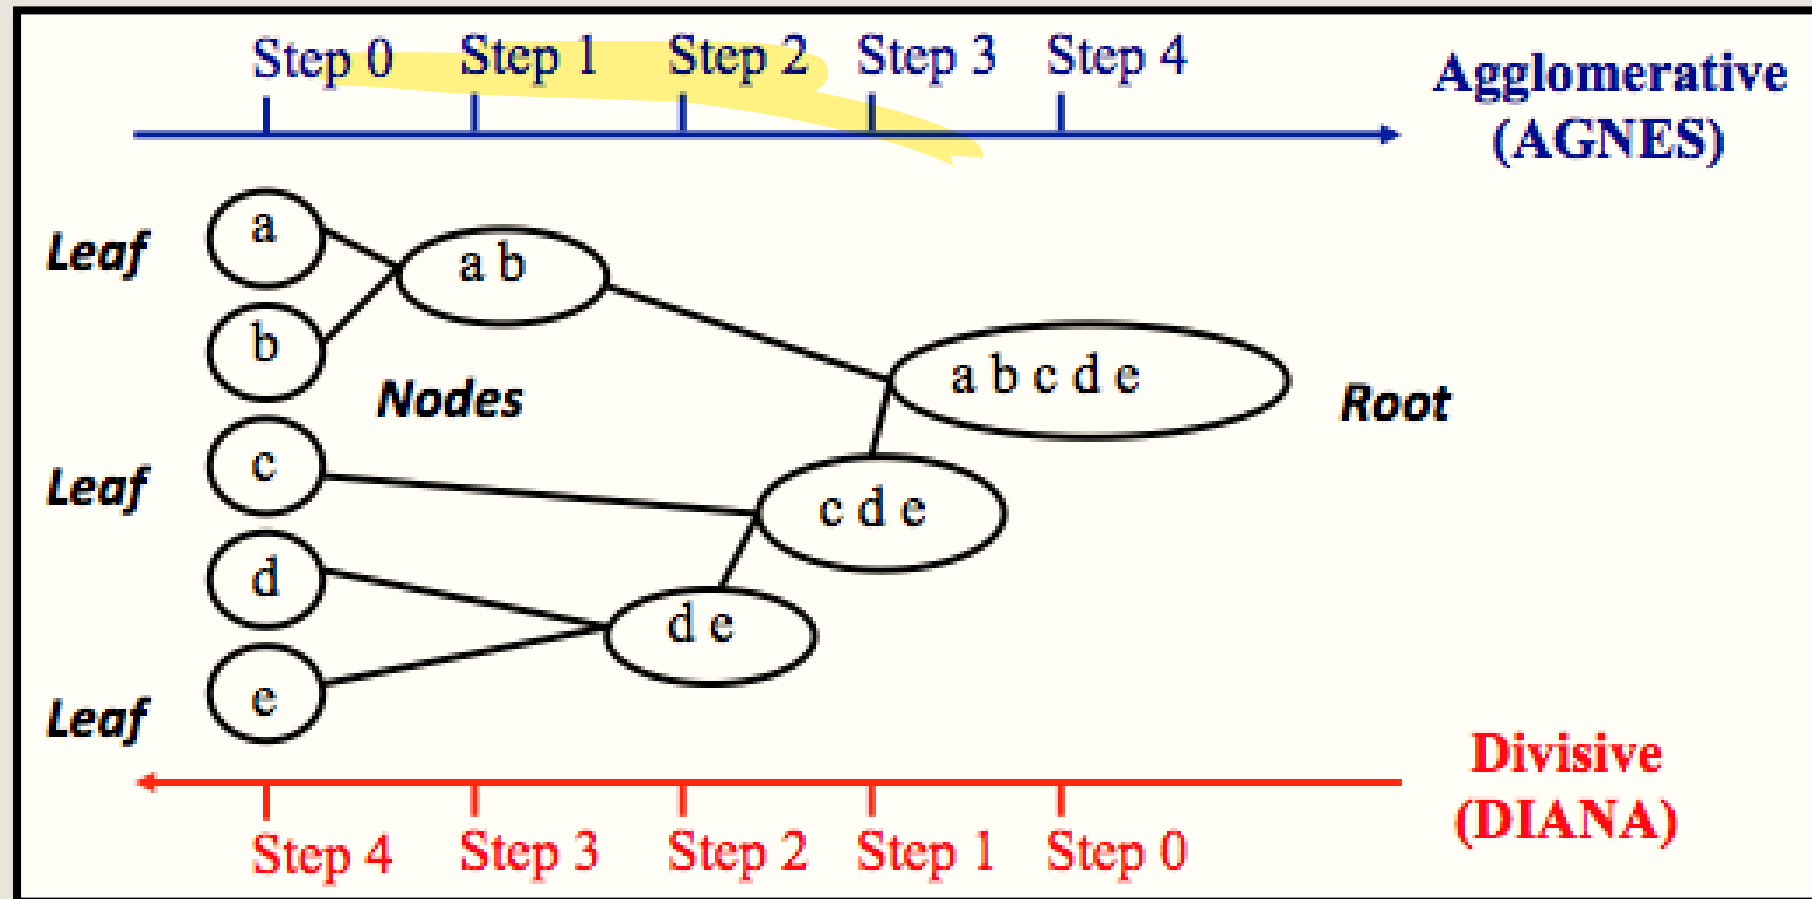 Step 0 Step 1 Step 2 Step 3 Step 4
Agglomerative
(AGNES)
Leaf
a
a b
b
a b c d e
Nodes
Root
Leaf
c
c d e
d
d e
e
Leaf
Divisive
(DIANA)
Step 4 Step 3 Step 2 Step 1 Step 0